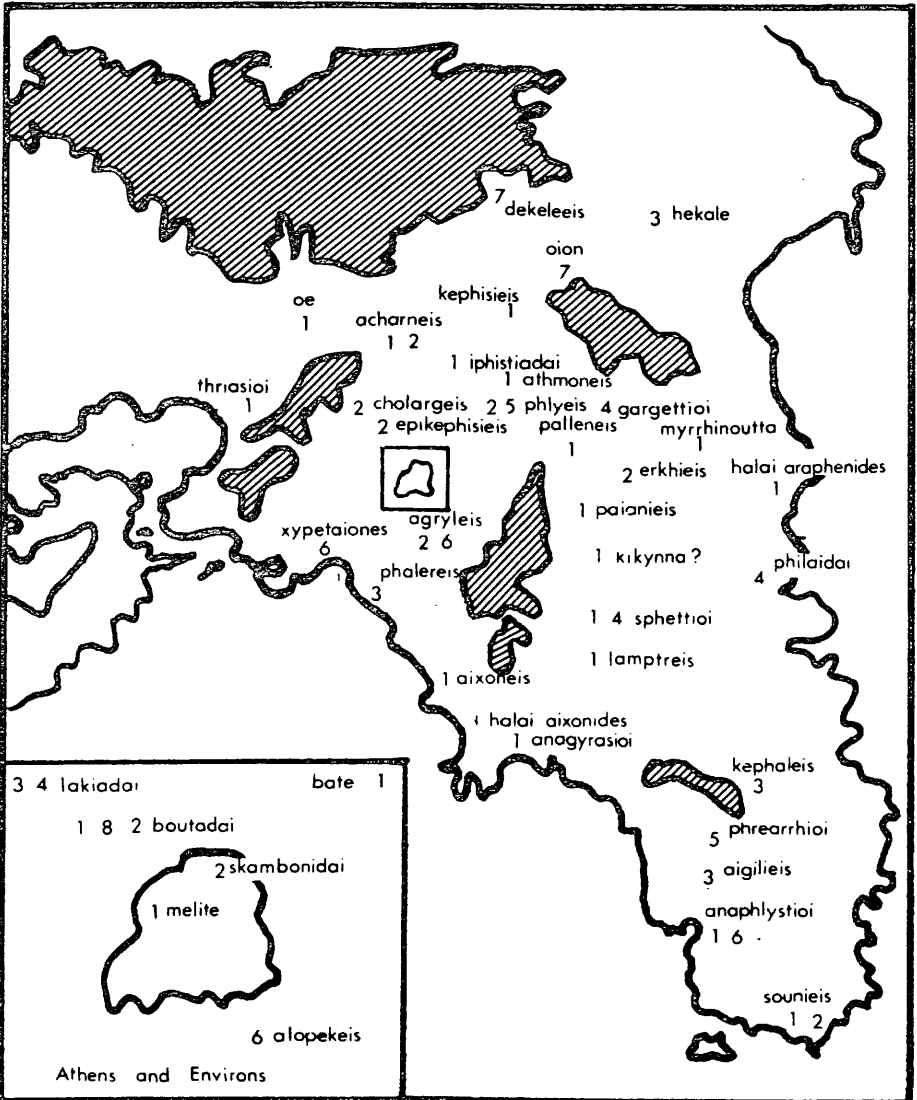 7
dekeleeis
3 hekale
oion
7
oe
1
kephisieis
1
acharneis
1 2
1 iphistiadai
1 athmoneis
thriasioi
1
2 cholargeis
2 5 phlyeis
4 gargettioi
2 epikephisieis
palleneis
1
myrrhinoutta
1
2 erkhieis
halai araphenides
1
agryleis
2 6
1 paianieis
xypetaiones
6
1 kikynna ?
phalereis
3
philaidai
4
1 4 sphettioi
1 lamptreis
1 aixoneis
1 halai aixonides
1 anagyrasioi
kephaleis
3
5 phrearrhioi
3 aigilieis
anaphlystioi
1 6
sounieis
1 2
3 4 lakiadai
bate 1
1 8 2 boutadai
2 skambonidai
1 melite
6 alopekeis
Athens and Environs